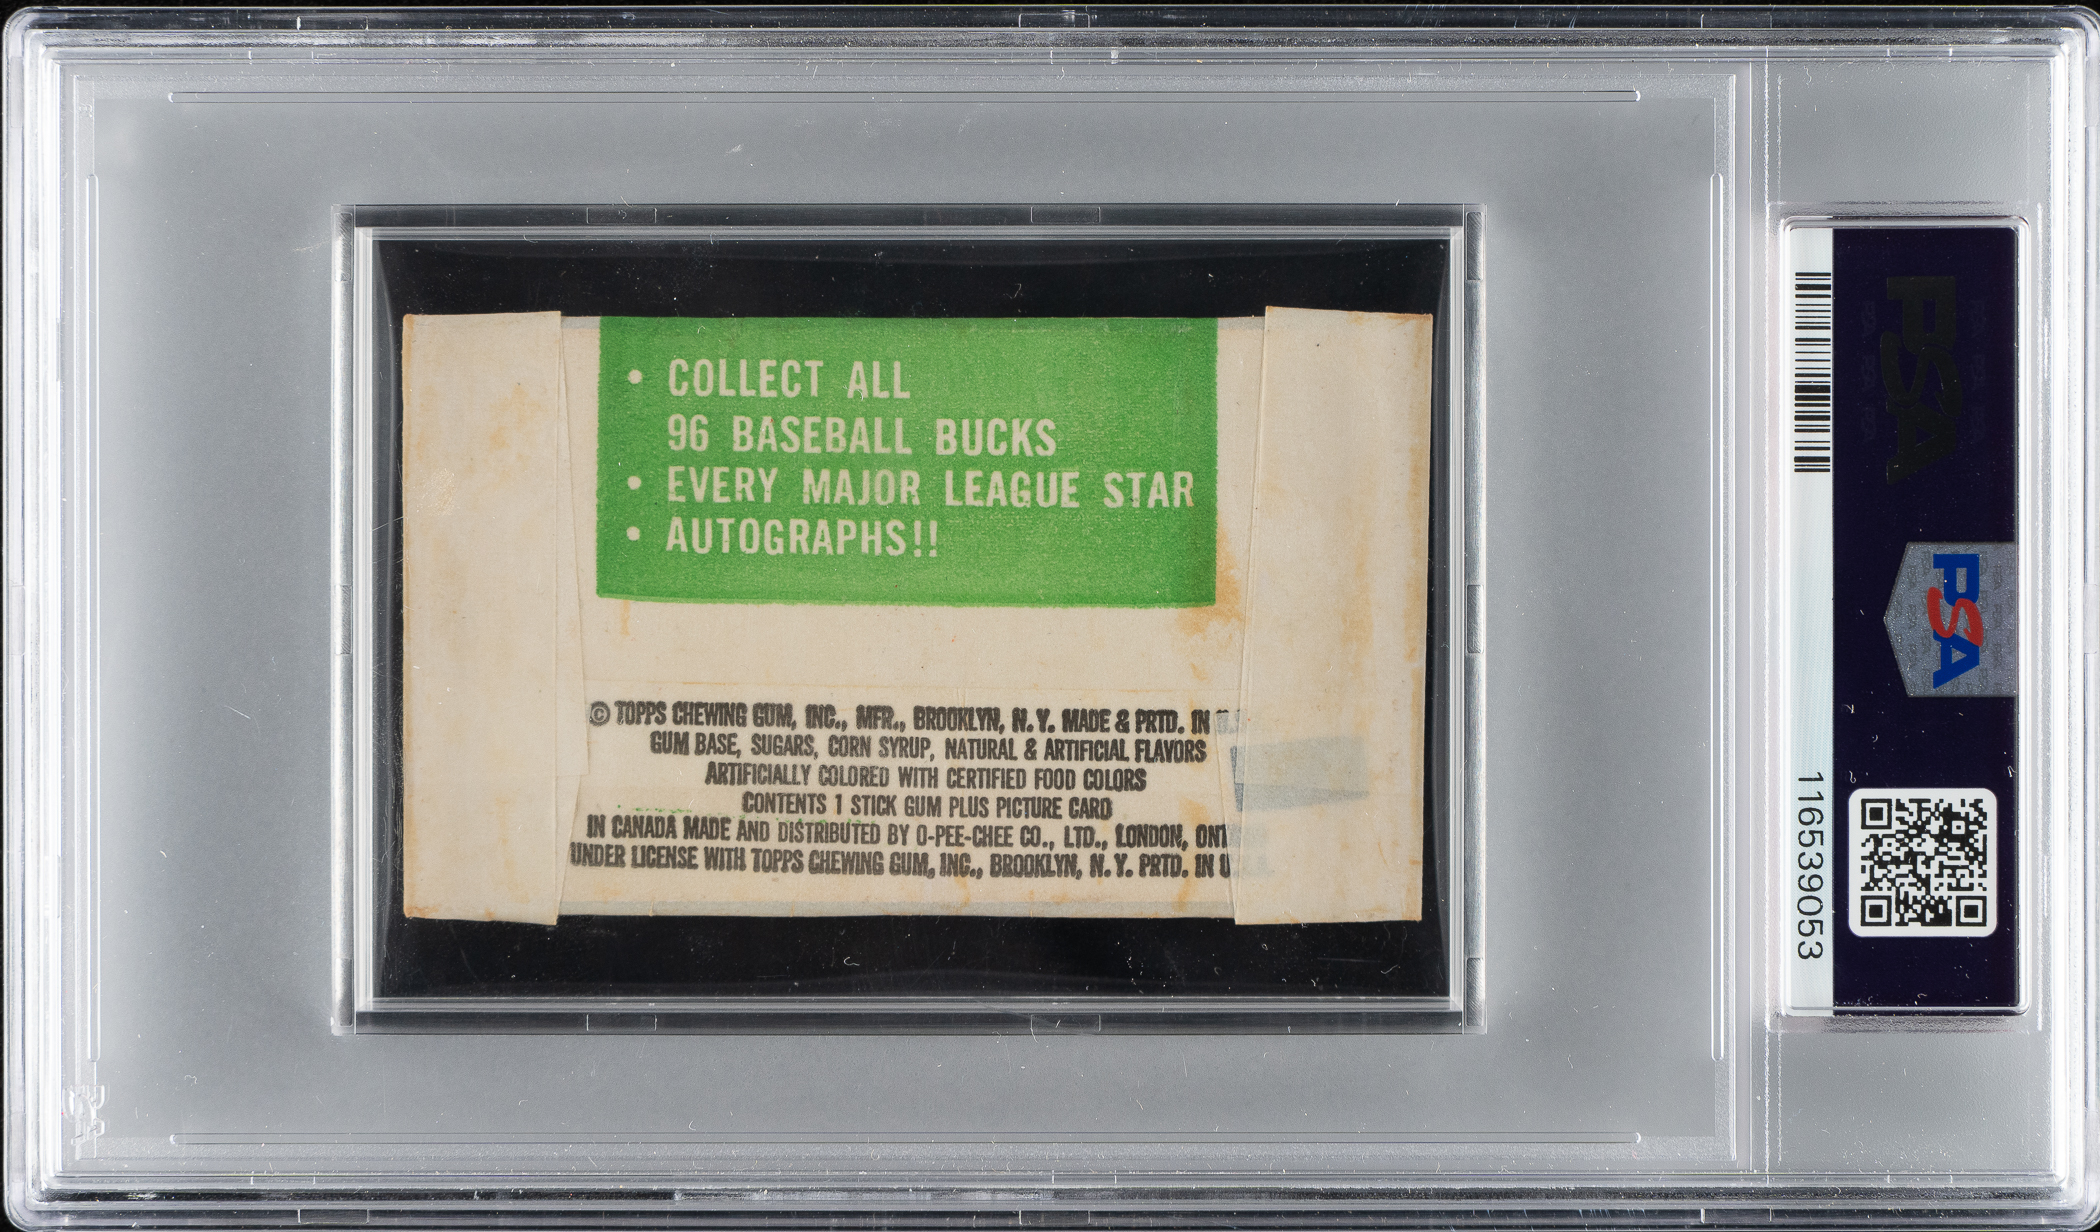 • COLLECT ALL
96 BASEBALL BUCKS
• EVERY MAJOR LEAGUE STAR
• AUTOGRAPHS!!
© TOPPS CHEWING GUM, INC., MFR., BROOKLYN, N.Y. MADE & PRTD. IN U.
GUM BASE, SUGARS, CORN SYRUP, NATURAL & ARTIFICIAL FLAVORS
ARTIFICIALLY COLORED WITH CERTIFIED FOOD COLORS
CONTENTS 1 STICK GUM PLUS PICTURE CARD
IN CANADA MADE AND DISTRIBUTED BY O-PEE-CHEE CO., LTD., LONDON, ONT
UNDER LICENSE WITH TOPPS CHEWING GUM, INC., BROOKLYN, N.Y. PRTD. IN U
PSA
PSA
116539053